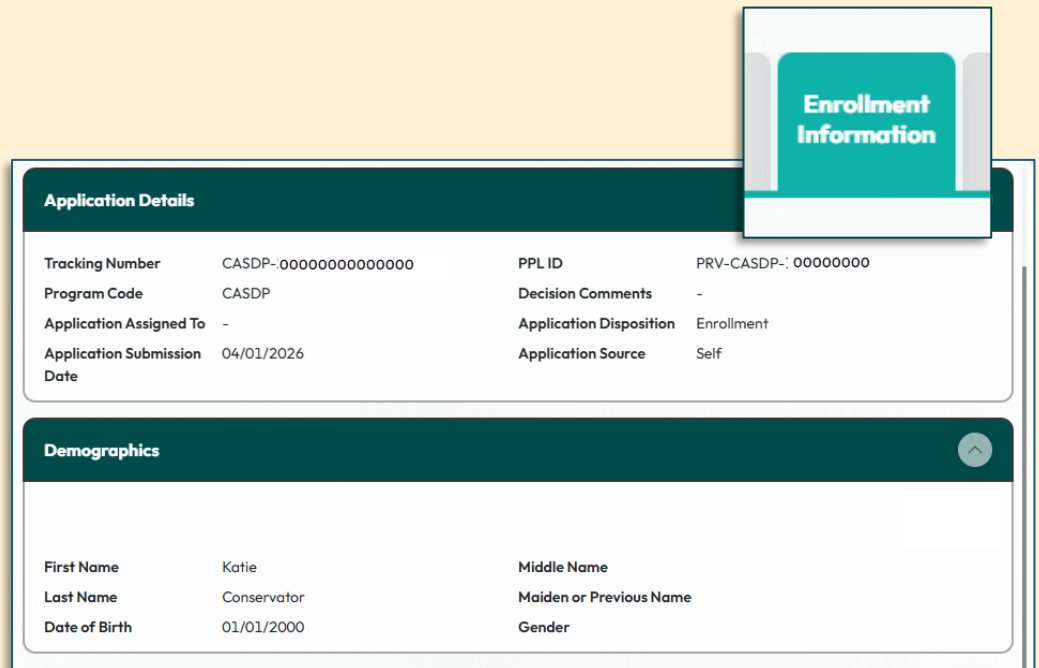 Enrollment
Information
Application Details
Tracking Number CASDP-:00000000000000 PPL ID PRV-CASDP-: 00000000
Program Code CASDP Decision Comments -
Application Assigned To - Application Disposition Enrollment
Application Submission 04/01/2026 Application Source Self
Date
Demographics
First Name Katie Middle Name
Last Name Conservator Maiden or Previous Name
Date of Birth 01/01/2000 Gender